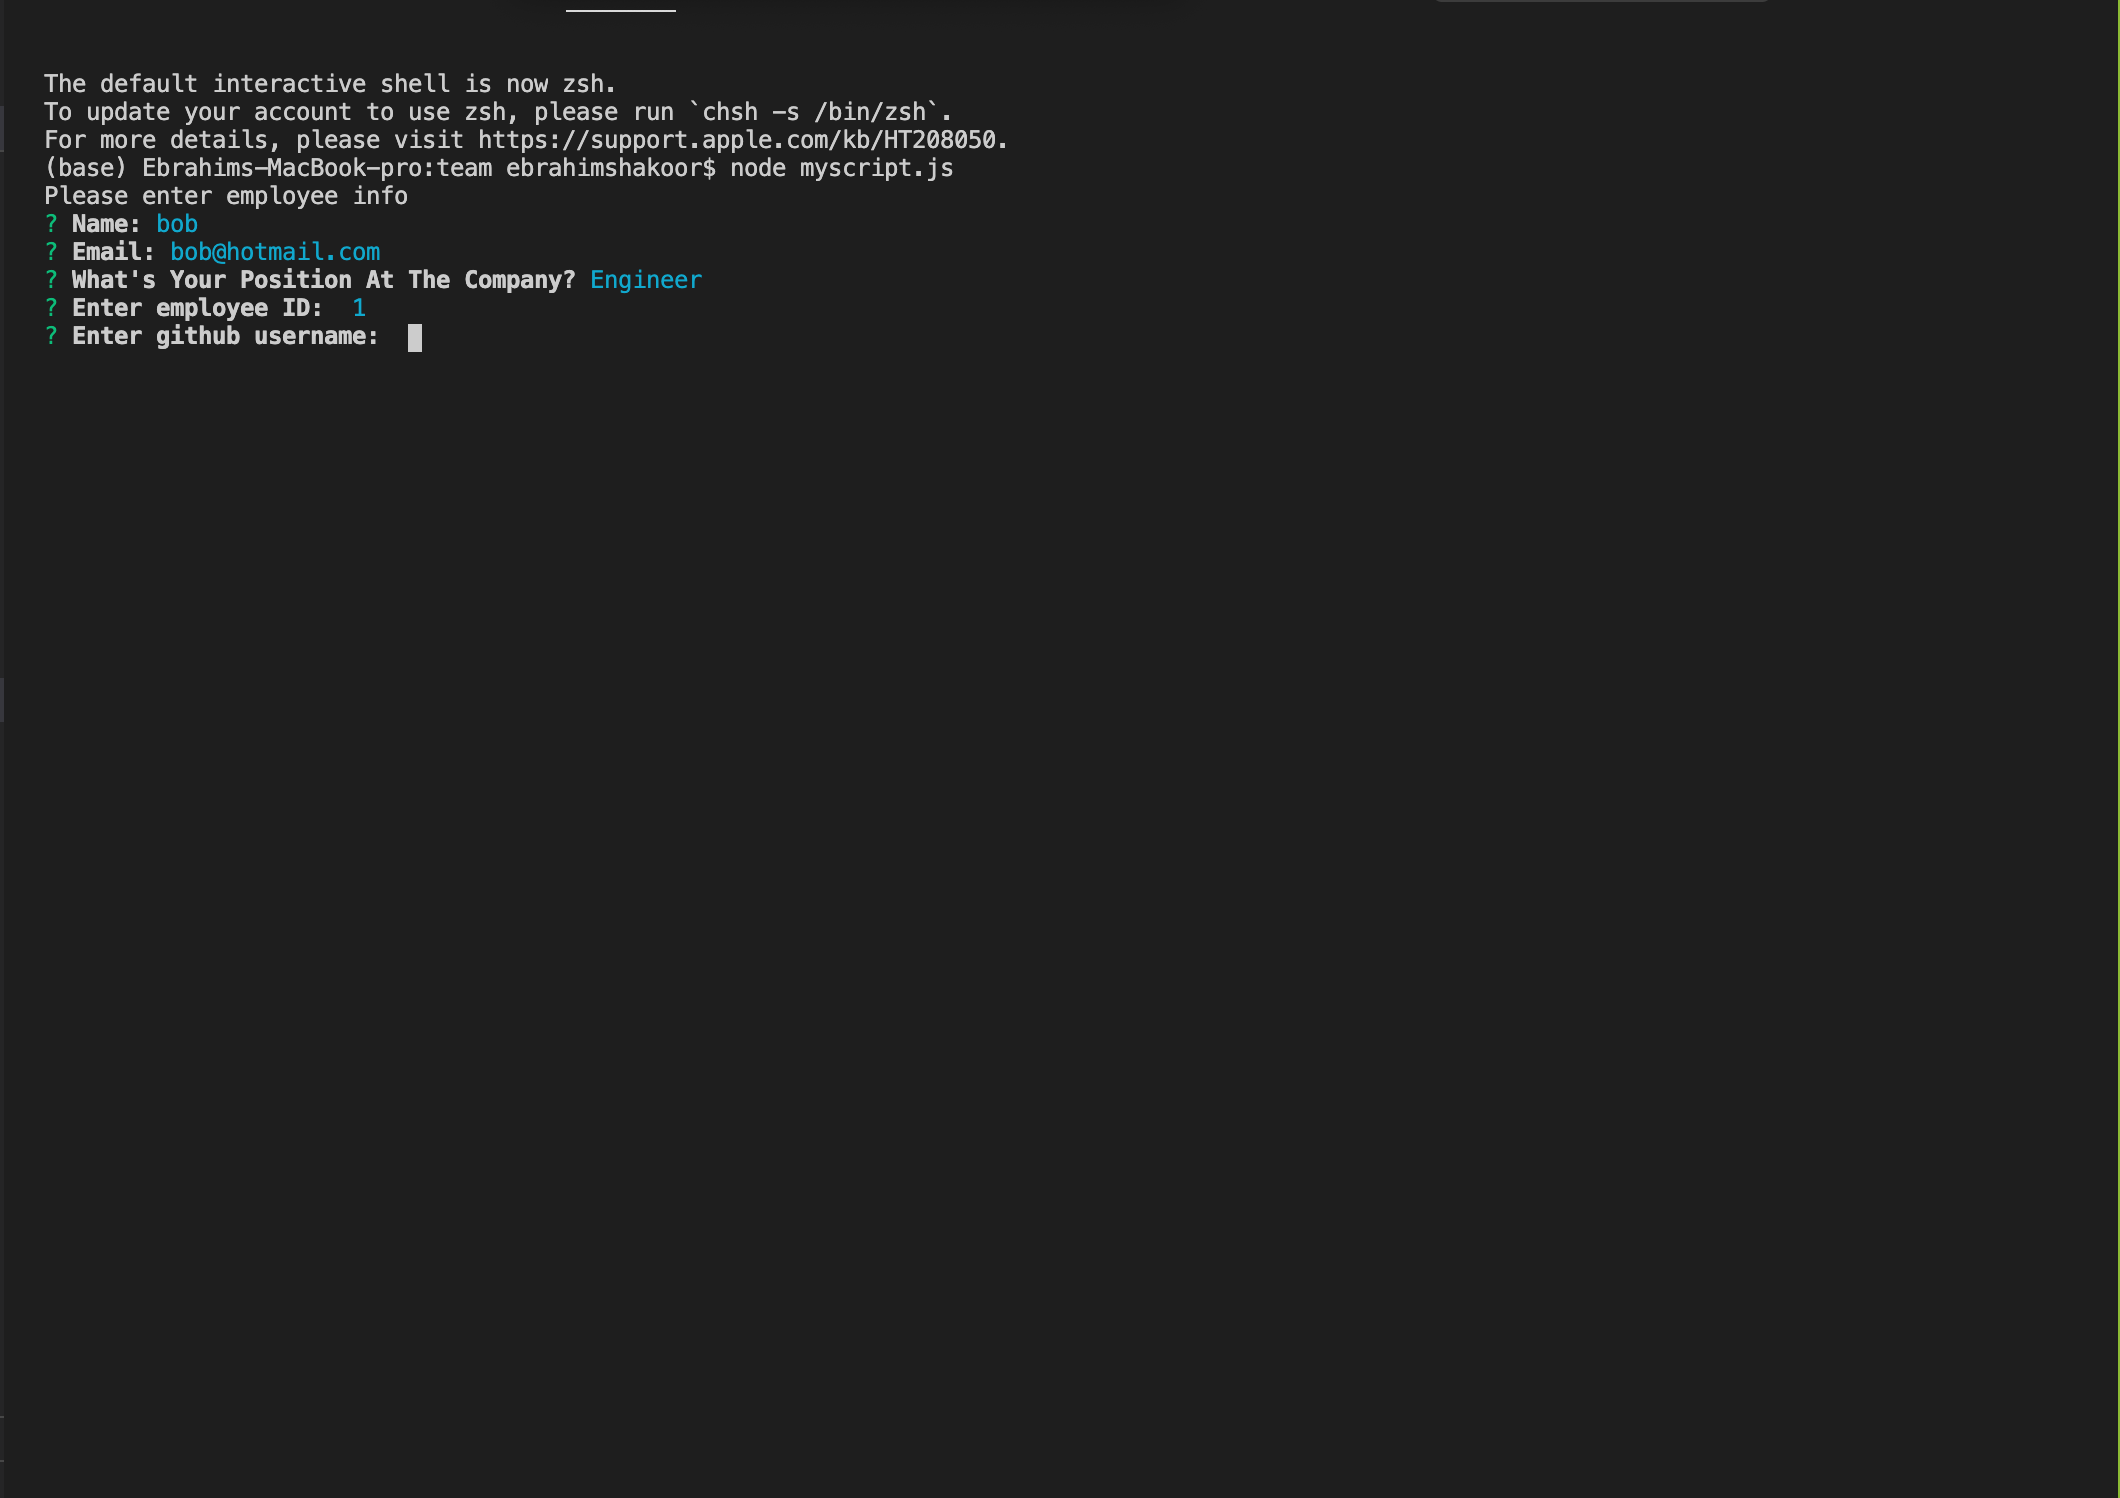 The default interactive shell is now zsh.
To update your account to use zsh, please run `chsh -s /bin/zsh`.
For more details, please visit https://support.apple.com/kb/HT208050.
(base) Ebrahims-MacBook-pro:team ebrahimshakoor$ node myscript.js
Please enter employee info
? Name: bob
? Email: bob@hotmail.com
? What's Your Position At The Company? Engineer
? Enter employee ID:  1
? Enter github username: